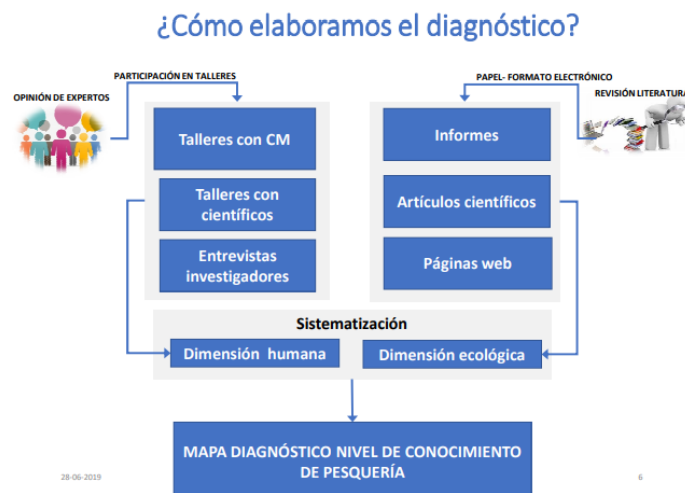 ¿Cómo elaboramos el diagnóstico?
PARTICIPACIÓN EN TALLERES
PAPEL- FORMATO ELECTRÓNICO
OPINIÓN DE EXPERTOS
REVISIÓN LITERATURA
Talleres con CM
Talleres con
científicos
Entrevistas
investigadores
Informes
Artículos científicos
Páginas web
Sistematización
Dimensión humana
Dimensión ecológica
MAPA DIAGNÓSTICO NIVEL DE CONOCIMIENTO
DE PESQUERÍA
28-06-2019
6